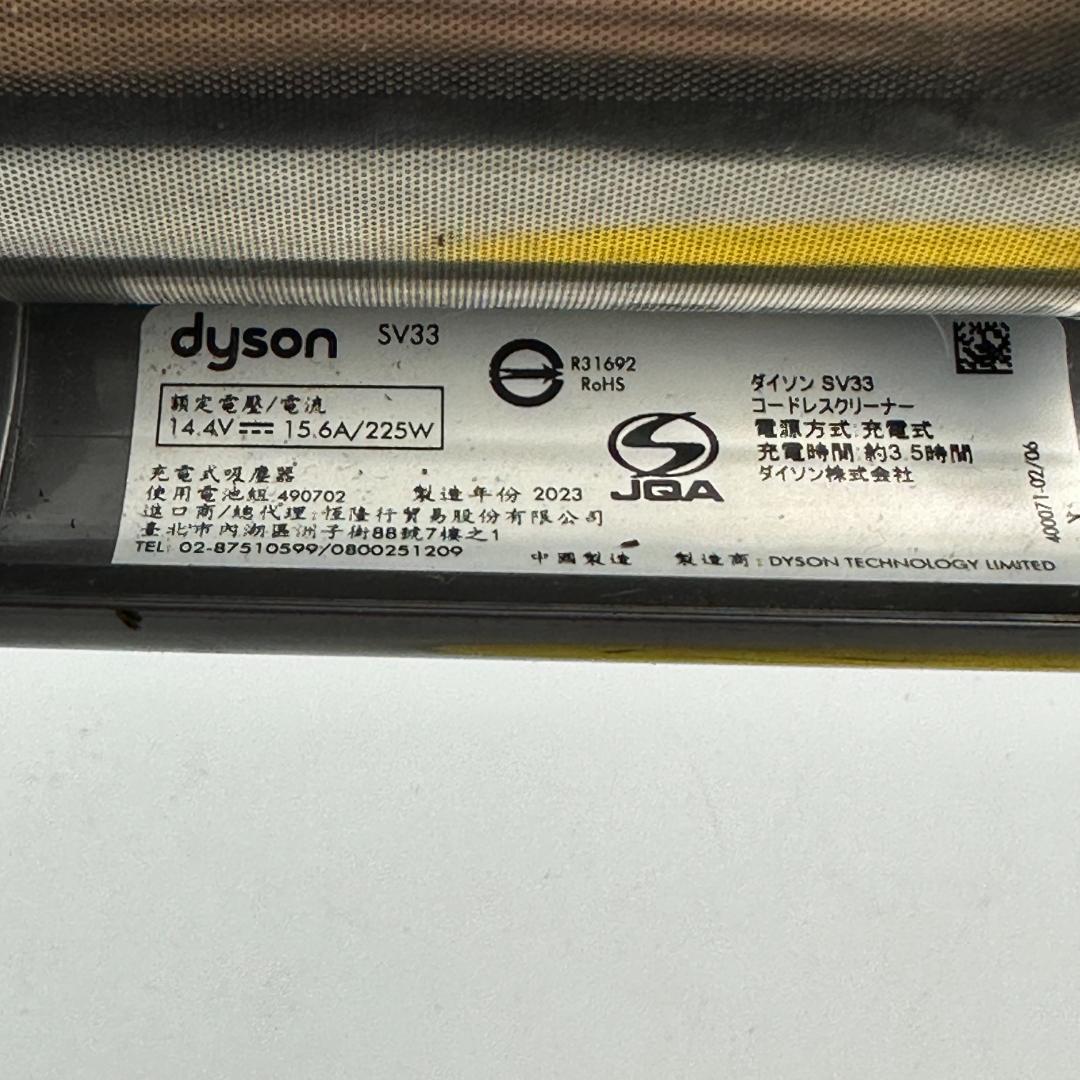 dyson SV33
額定電壓/電流
14.4V⎓ 15.6A/225W
充電式吸塵器
使用電池組 490702 製造年份 2023
進口商/總代理:恆隆行貿易股份有限公司
臺北市內湖區洲子街88號7樓之1
TEL: 02-87510599/0800251209
R31692
RoHS
JQA
中國製造 製造商:DYSON TECHNOLOGY LIMITED
ダイソン SV33
コードレスクリーナー
電源方式:充電式
充電時間:約3.5時間
ダイソン株式会社
400071-02/06